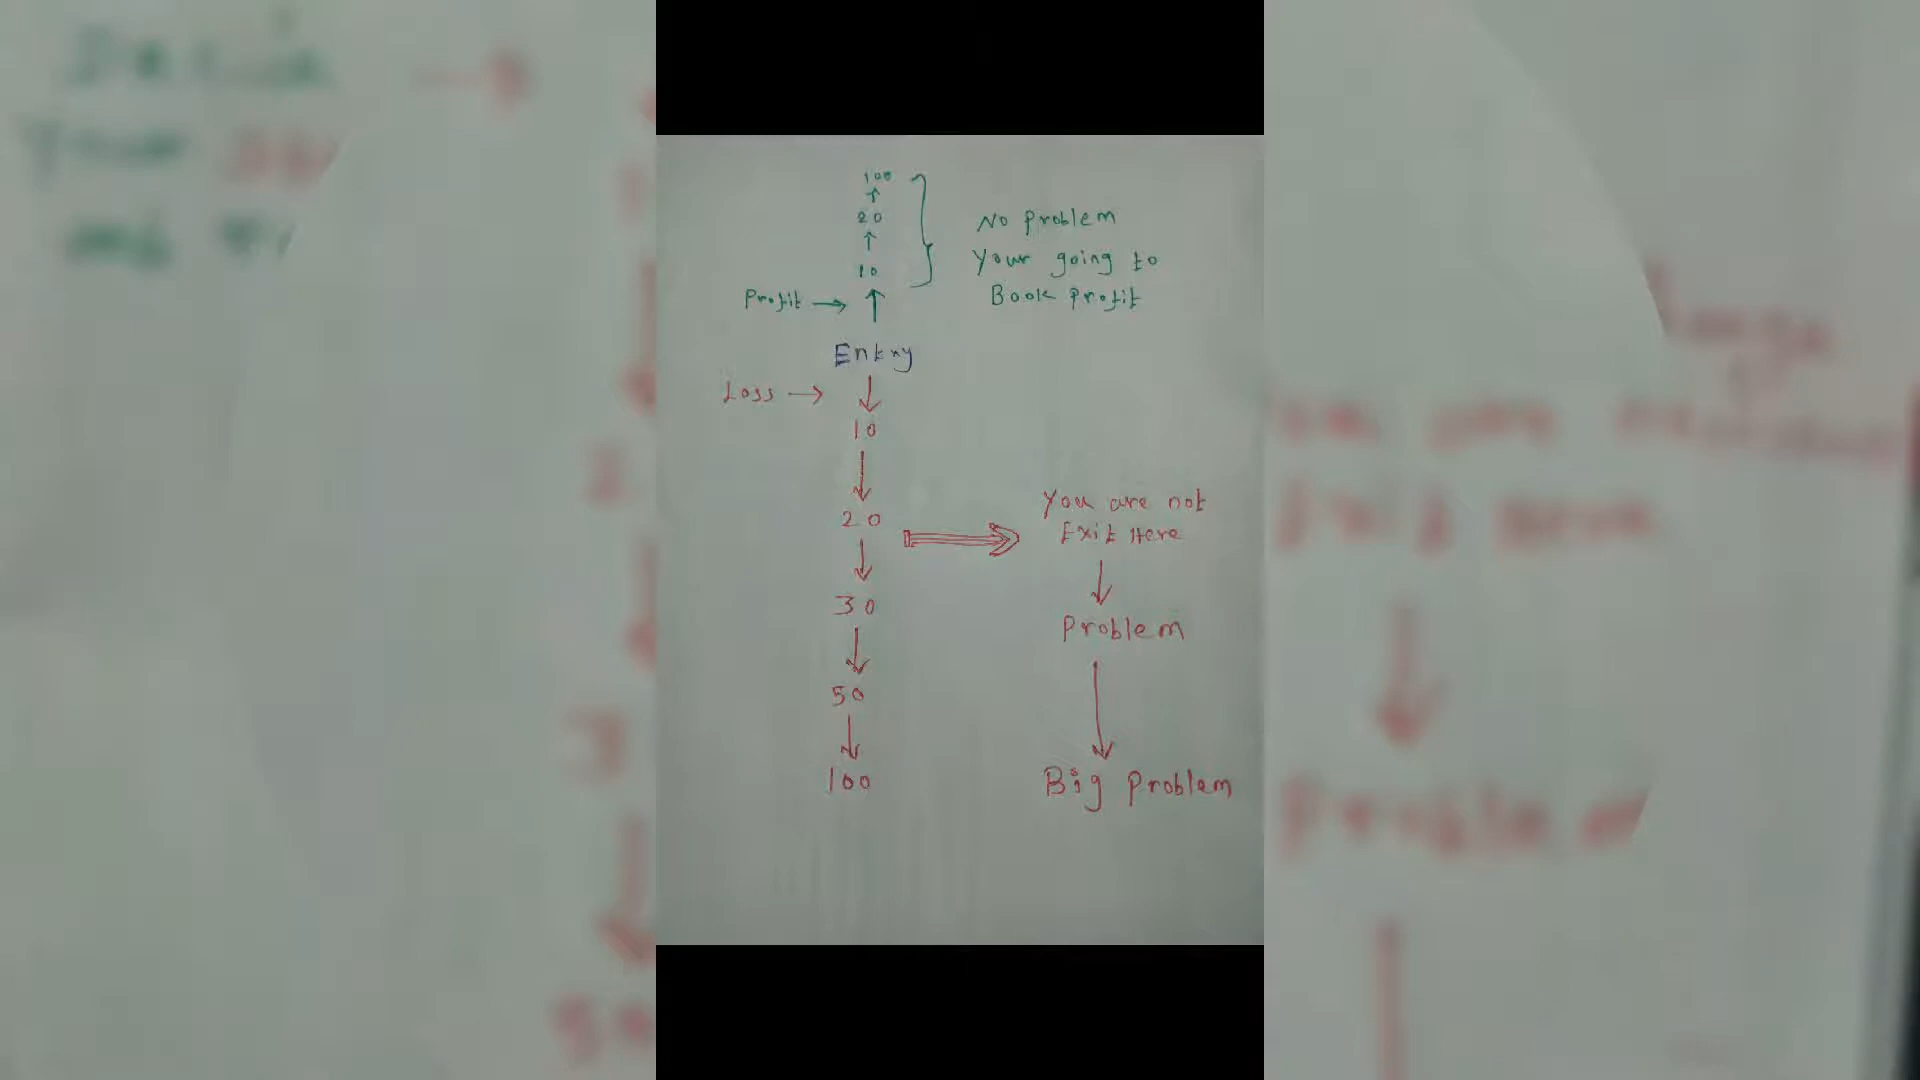 100
20
10
No problem
Your going to
Book profit
Profit
Entry
Loss
10
20
30
50
100
You are not
Exit Here
Problem
Big problem